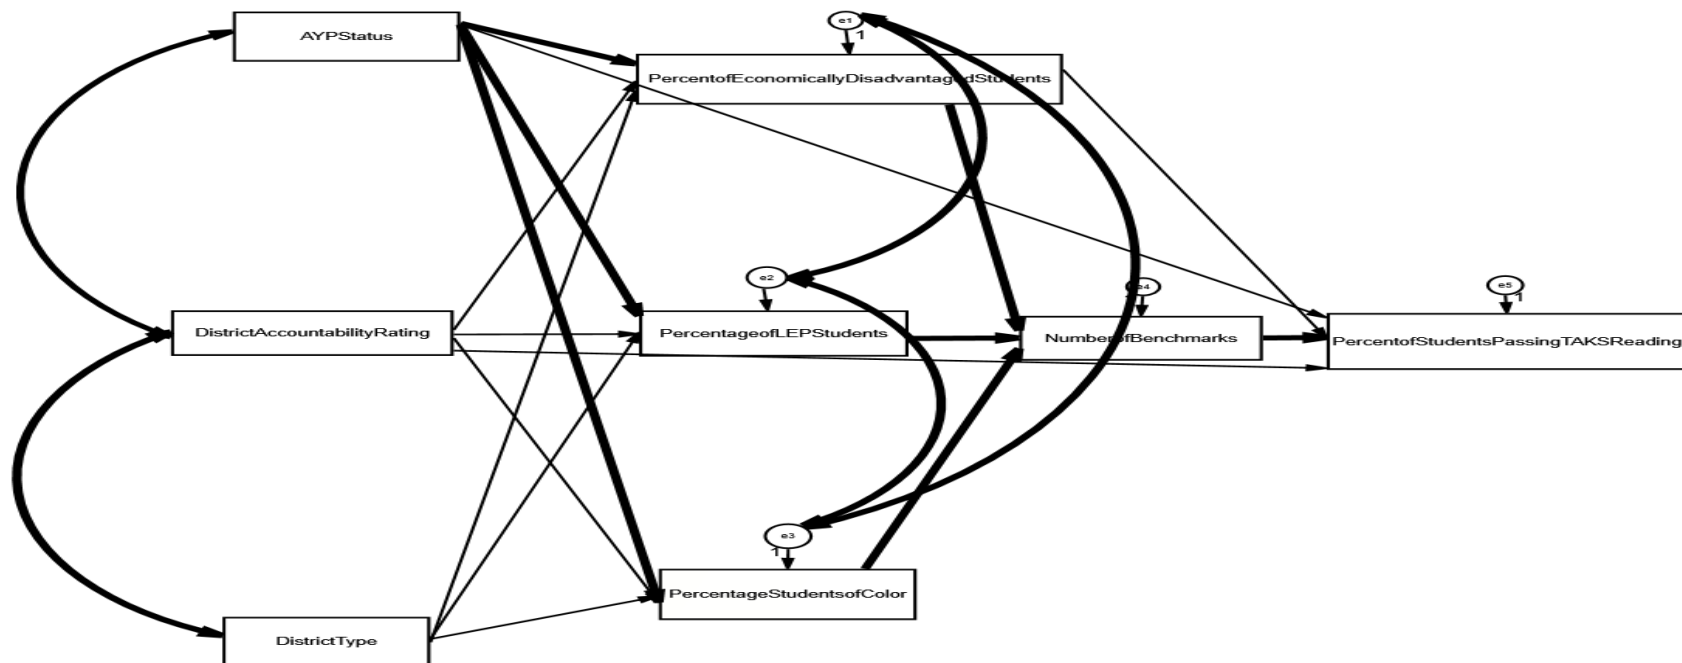 AYPStatus
e1
1
PercentofEconomicallyDisadvantagedStudents
e2
e4
e5
1
DistrictAccountabilityRating
PercentageofLEPStudents
NumberofBenchmarks
PercentofStudentsPassingTAKSReading
e3
1
PercentageStudentsofColor
DistrictType